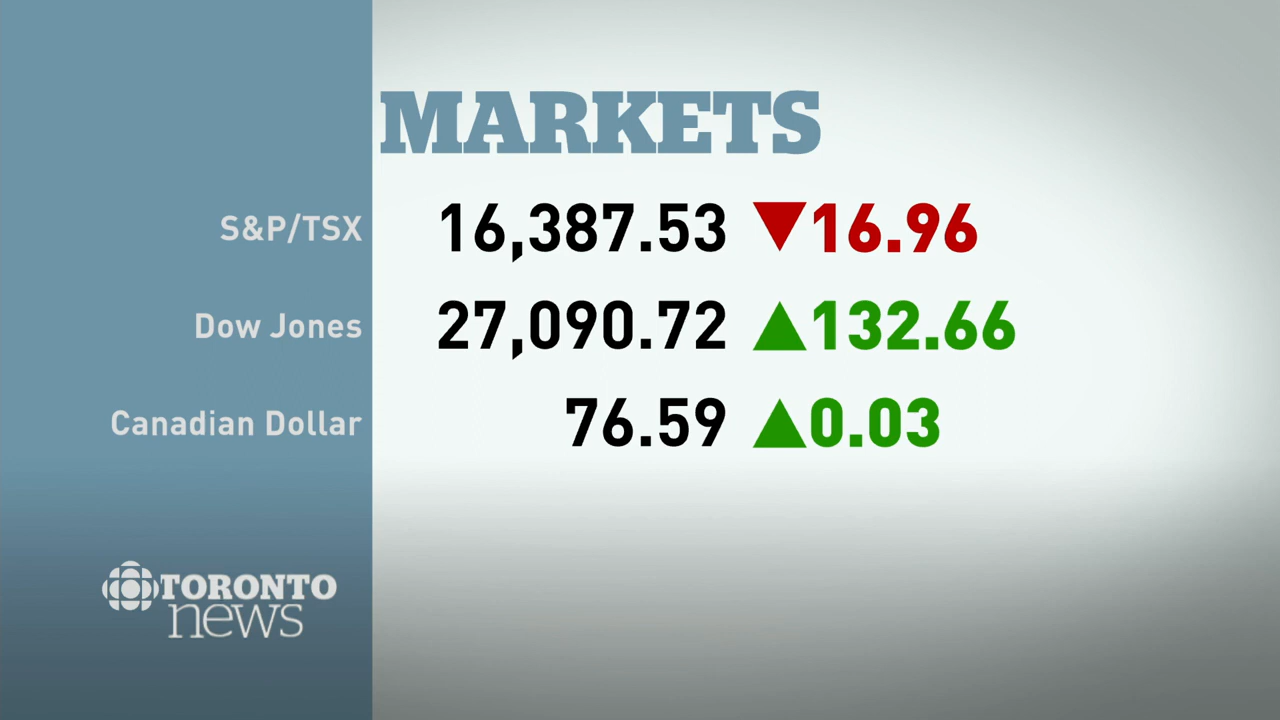 MARKETS
S&P/TSX 16,387.53 ▼16.96
Dow Jones 27,090.72 ▲132.66
Canadian Dollar 76.59 ▲0.03
TORONTO
news